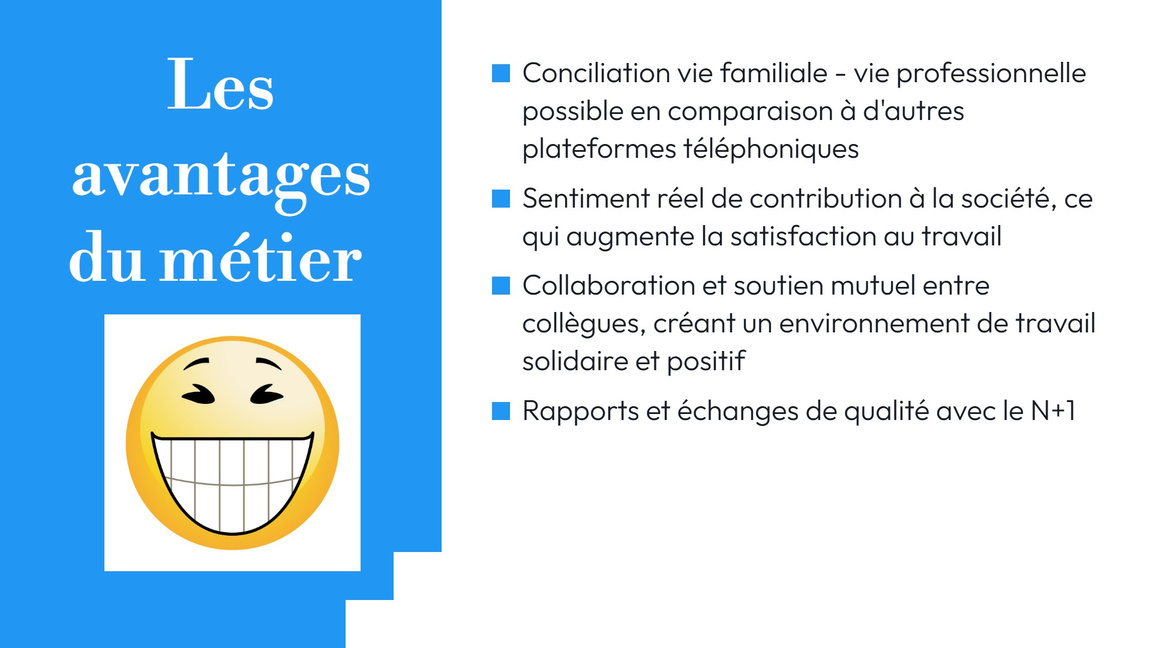 Les
avantages
du métier
Conciliation vie familiale - vie professionnelle
possible en comparaison à d'autres
plateformes téléphoniques
Sentiment réel de contribution à la société, ce
qui augmente la satisfaction au travail
Collaboration et soutien mutuel entre
collègues, créant un environnement de travail
solidaire et positif
Rapports et échanges de qualité avec le N+1